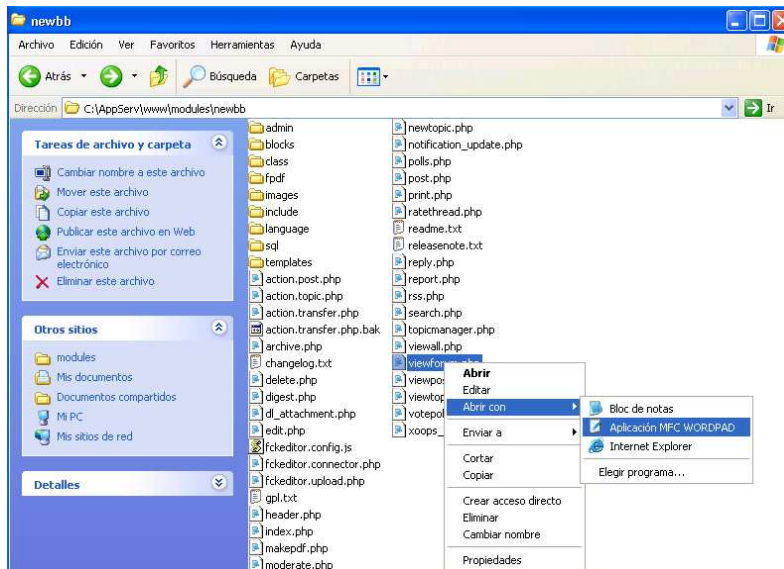 newbb
Archivo Edición Ver Favoritos Herramientas Ayuda
Atrás Búsqueda Carpetas
Dirección C:\AppServ\www\modules\newbb Ir
Tareas de archivo y carpeta
Cambiar nombre a este archivo
Mover este archivo
Copiar este archivo
Publicar este archivo en Web
Enviar este archivo por correo
electrónico
Eliminar este archivo
Otros sitios
modules
Mis documentos
Documentos compartidos
Mi PC
Mis sitios de red
Detalles
admin
blocks
class
fpdf
images
include
language
sql
templates
action.post.php
action.topic.php
action.transfer.php
action.transfer.php.bak
archive.php
changelog.txt
delete.php
digest.php
dl_attachment.php
edit.php
fckeditor.config.js
fckeditor.connector.php
fckeditor.upload.php
gpl.txt
header.php
index.php
makepdf.php
moderate.php
newtopic.php
notification_update.php
polls.php
post.php
print.php
ratethread.php
readme.txt
releasenote.txt
reply.php
report.php
rss.php
search.php
topicmanager.php
viewall.php
viewforum.php
viewpos
viewtop
votepol
xoops_
Abrir
Editar
Abrir con
Enviar a
Cortar
Copiar
Crear acceso directo
Eliminar
Cambiar nombre
Propiedades
Bloc de notas
Aplicación MFC WORDPAD
Internet Explorer
Elegir programa...